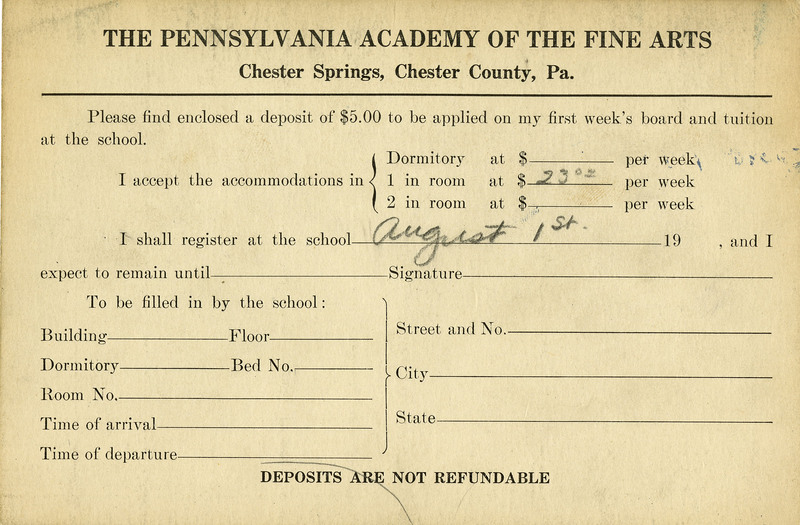 THE PENNSYLVANIA ACADEMY OF THE FINE ARTS
Chester Springs, Chester County, Pa.
Please find enclosed a deposit of $5.00 to be applied on my first week's board and tuition
at the school.
I accept the accommodations in
Dormitory at $ per week
1 in room at $ 23.00 per week
2 in room at $ per week
I shall register at the school August 1st. 19 , and I
expect to remain until Signature
To be filled in by the school:
Building Floor
Dormitory Bed No.
Room No.
Time of arrival
Time of departure
Street and No.
City
State
DEPOSITS ARE NOT REFUNDABLE